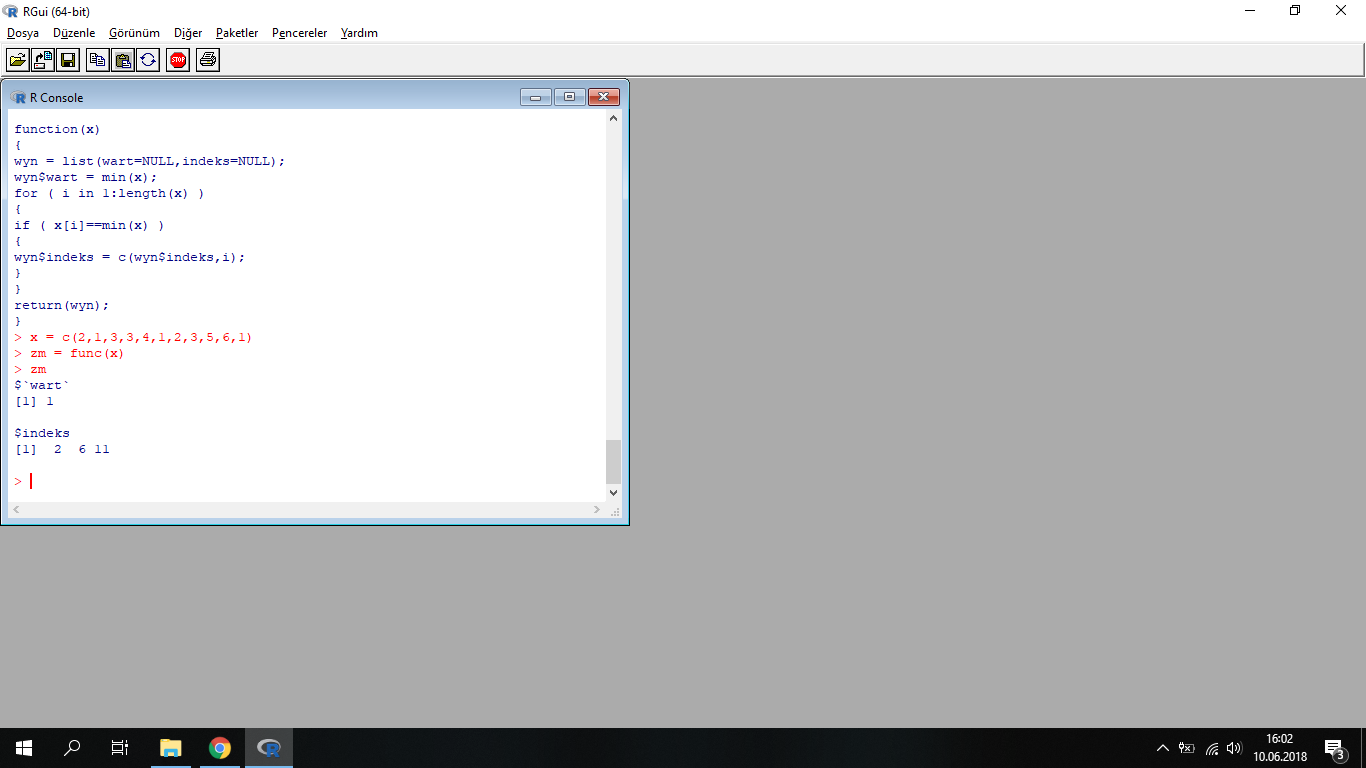 RGui (64-bit)
Dosya Düzenle Görünüm Diğer Paketler Pencereler Yardım
STOP
R Console
function(x)
{
wyn = list(wart=NULL,indeks=NULL);
wyn$wart = min(x);
for ( i in 1:length(x) )
{
if ( x[i]==min(x) )
{
wyn$indeks = c(wyn$indeks,i);
}
}
return(wyn);
}
> x = c(2,1,3,3,4,1,2,3,5,6,1)
> zm = func(x)
> zm
$`wart`
[1] 1
$indeks
[1]  2  6 11
>
16:02
10.06.2018
3